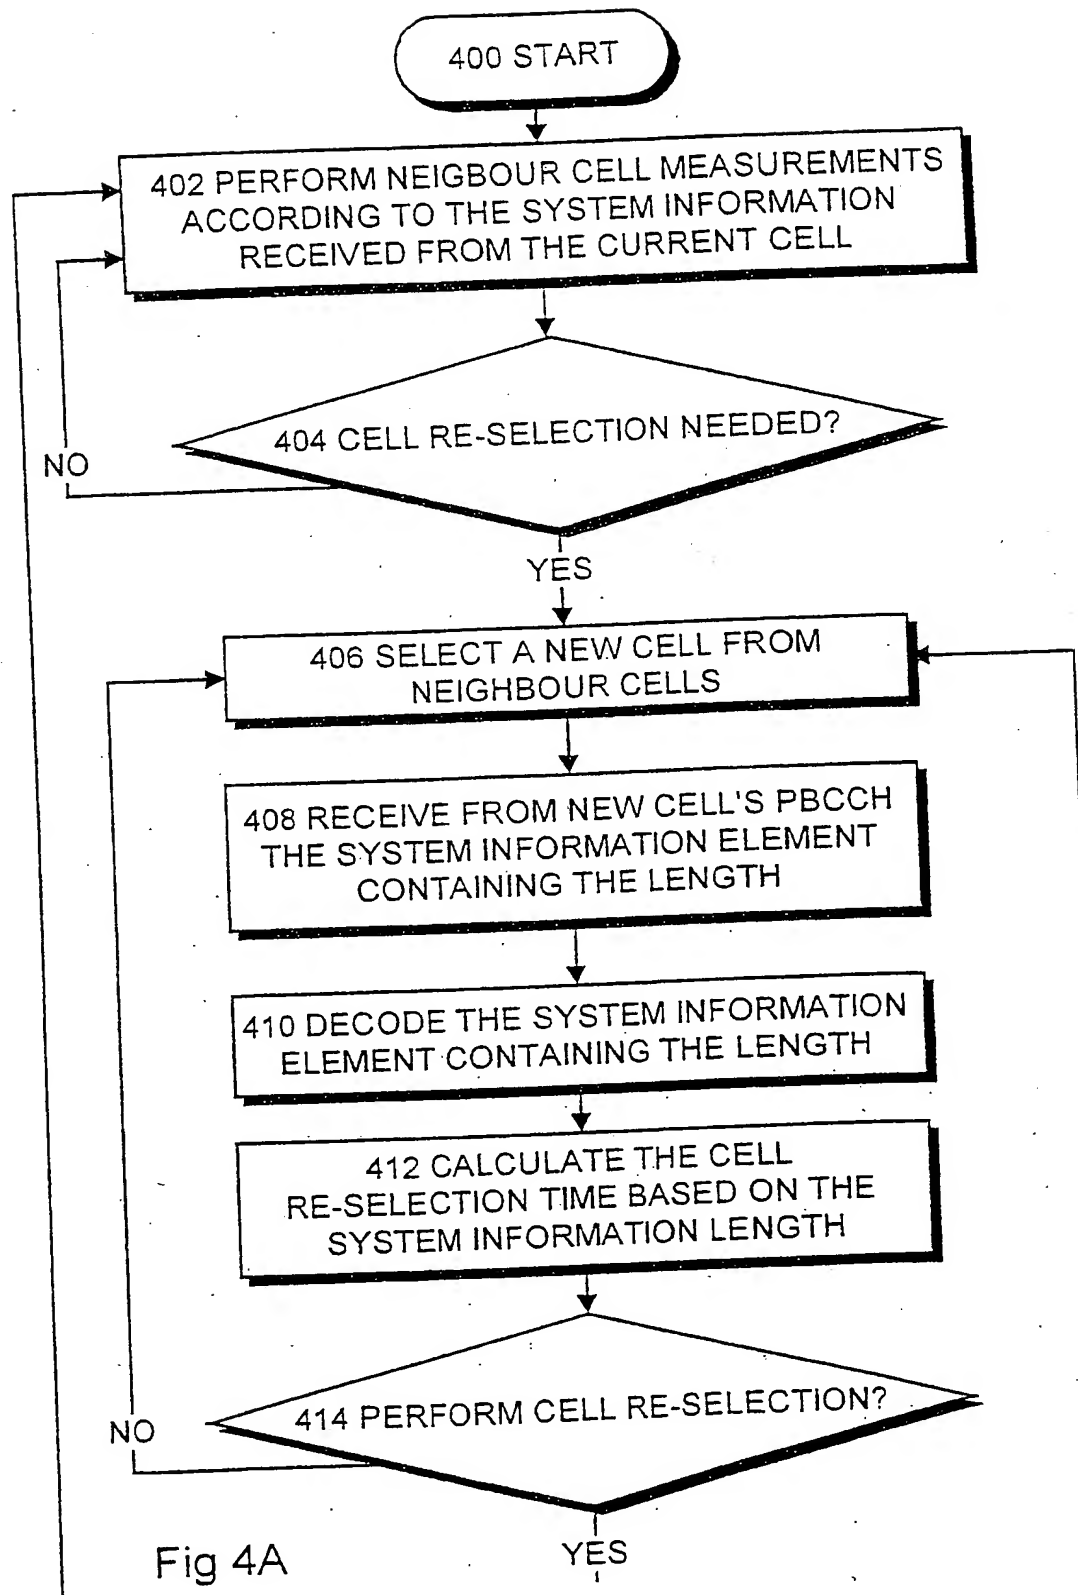 400 START
402 PERFORM NEIGBOUR CELL MEASUREMENTS
ACCORDING TO THE SYSTEM INFORMATION
RECEIVED FROM THE CURRENT CELL
404 CELL RE-SELECTION NEEDED?
NO
YES
406 SELECT A NEW CELL FROM
NEIGHBOUR CELLS
408 RECEIVE FROM NEW CELL'S PBCCH
THE SYSTEM INFORMATION ELEMENT
CONTAINING THE LENGTH
410 DECODE THE SYSTEM INFORMATION
ELEMENT CONTAINING THE LENGTH
412 CALCULATE THE CELL
RE-SELECTION TIME BASED ON THE
SYSTEM INFORMATION LENGTH
414 PERFORM CELL RE-SELECTION?
NO
YES
Fig 4A